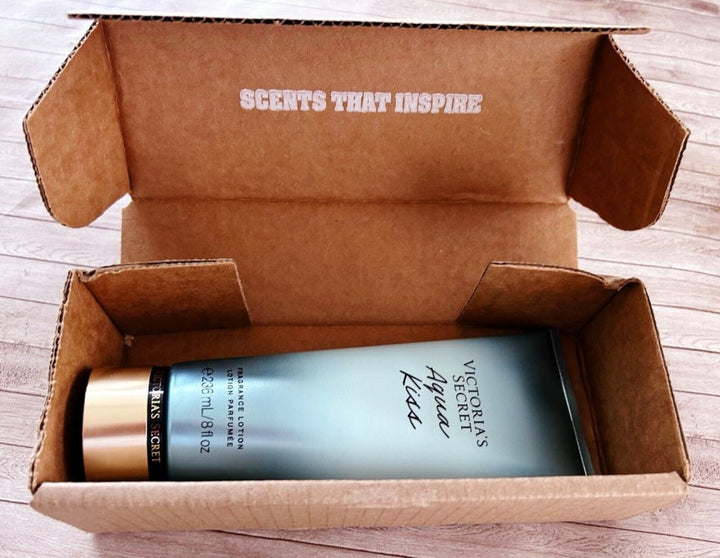 SCENTS THAT INSPIRE
VICTORIA'S
SECRET
Aqua
Kiss
FRAGRANCE LOTION
LOTION PARFUMÉE
℮ 236 mL/8 fl oz
VICTORIA'S SECRET